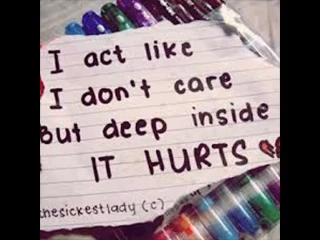 I act like
I don't care
But deep inside
IT HURTS
thesickestlady (c)